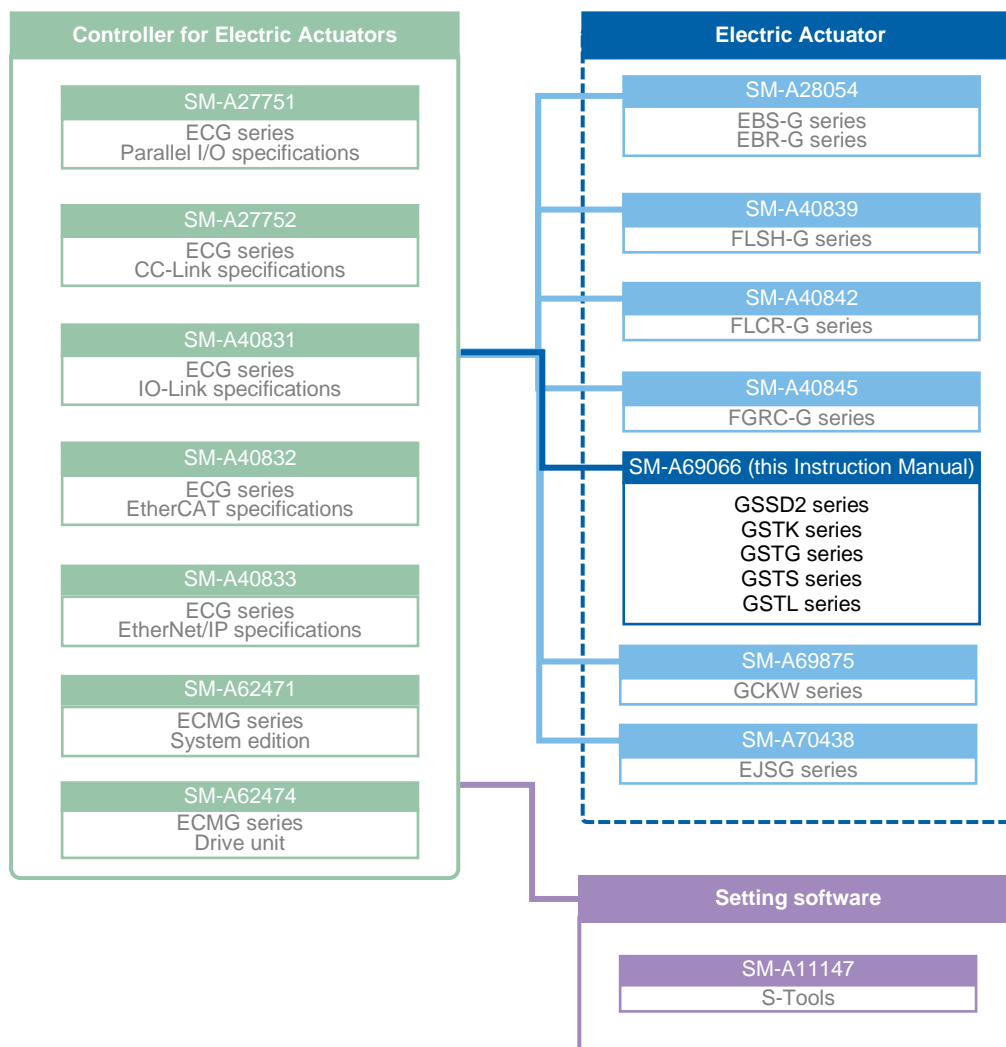 Controller for Electric Actuators
SM-A27751
ECG series
Parallel I/O specifications
SM-A27752
ECG series
CC-Link specifications
SM-A40831
ECG series
IO-Link specifications
SM-A40832
ECG series
EtherCAT specifications
SM-A40833
ECG series
EtherNet/IP specifications
SM-A62471
ECMG series
System edition
SM-A62474
ECMG series
Drive unit
Electric Actuator
SM-A28054
EBS-G series
EBR-G series
SM-A40839
FLSH-G series
SM-A40842
FLCR-G series
SM-A40845
FGRC-G series
SM-A69066 (this Instruction Manual)
GSSD2 series
GSTK series
GSTG series
GSTS series
GSTL series
SM-A69875
GCKW series
SM-A70438
EJSG series
Setting software
SM-A11147
S-Tools